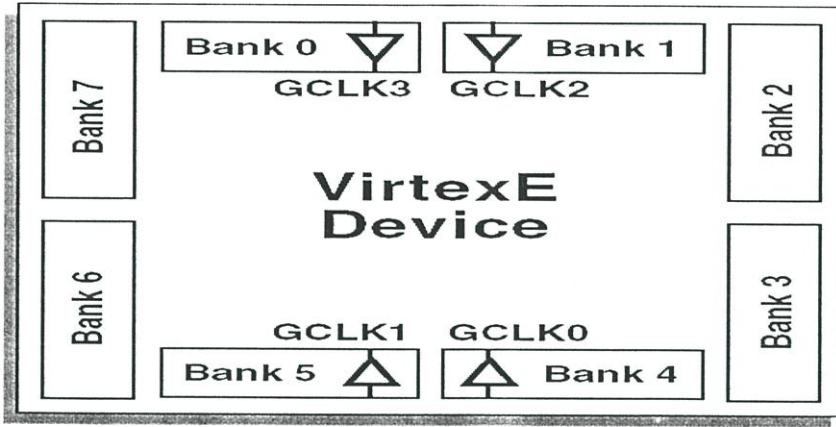 Bank 0
Bank 1
GCLK3
GCLK2
Bank 7
Bank 2
VirtexE
Device
Bank 6
Bank 3
GCLK1
GCLK0
Bank 5
Bank 4